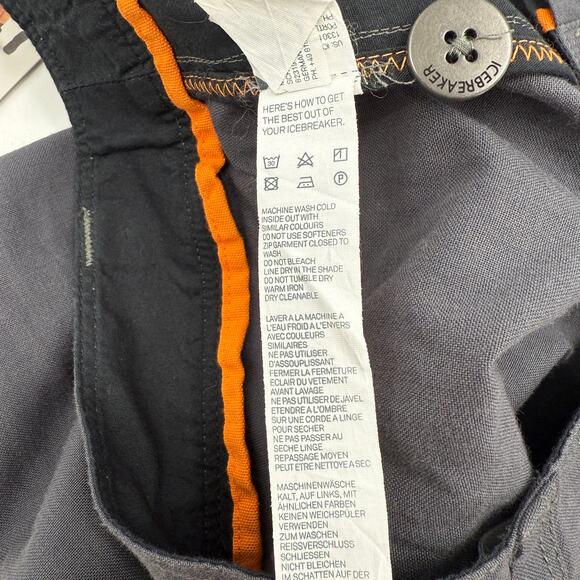 HERE'S HOW TO GET
THE BEST OUT OF
YOUR ICEBREAKER.
30
P
MACHINE WASH COLD
INSIDE OUT WITH
SIMILAR COLOURS
DO NOT USE SOFTENERS
ZIP GARMENT CLOSED TO
WASH
DO NOT BLEACH
LINE DRY IN THE SHADE
DO NOT TUMBLE DRY
WARM IRON
DRY CLEANABLE
LAVER A LA MACHINE A
L'EAU FROID A L'ENVERS
AVEC COULEURS
SIMILAIRES
NE PAS UTILISER
D'ASSOUPLISSANT
FERMER LA FERMETURE
ECLAIR DU VETEMENT
AVANT LAVAGE
NE PAS UTILISER DE JAVEL
ETENDRE A L'OMBRE
SUR UNE CORDE A LINGE
POUR SECHER
NE PAS PASSER AU
SECHE LINGE
REPASSAGE MOYEN
PEUT ETRE NETTOYE A SEC
MASCHINENWÄSCHE
KALT, AUF LINKS, MIT
ÄHNLICHEN FARBEN
KEINEN WEICHSPÜLER
VERWENDEN
ZUM WASCHEN
REISSVERSCHLUSS
SCHLIESSEN
NICHT BLEICHEN
IM SCHATTEN AUF DER
ICEBREAKER